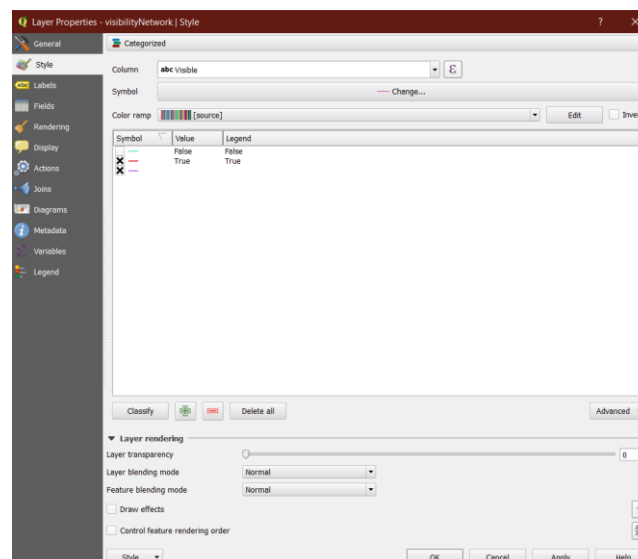 Layer Properties - visibilityNetwork | Style
?
General
Style
Labels
Fields
Rendering
Display
Actions
Joins
Diagrams
Metadata
Variables
Legend
Categorized
Column abc Visible ε
Symbol Change...
Color ramp [source] Edit
Symbol Value Legend
False False
True True
Classify Delete all Advanced
Layer rendering
Layer transparency 0
Layer blending mode Normal
Feature blending mode Normal
Draw effects
Control feature rendering order
Style OK Cancel Apply Help